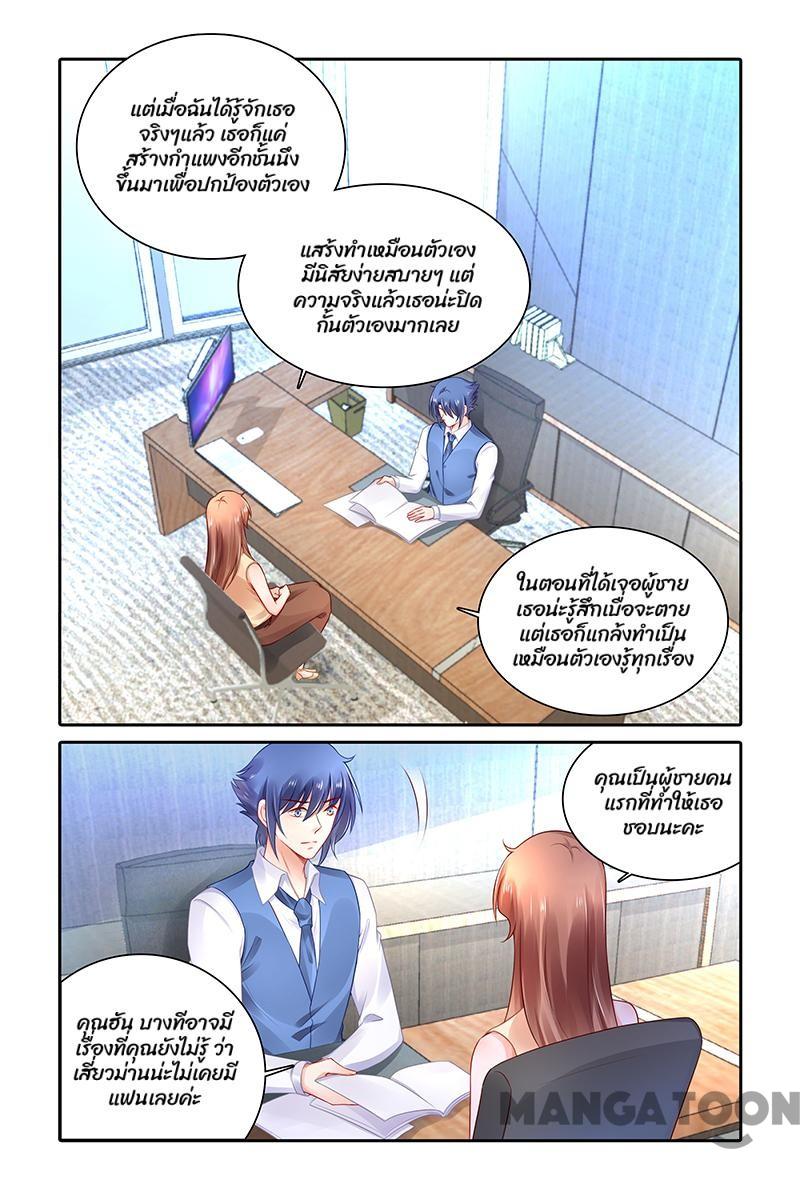 แต่เมื่อฉันได้รู้จักเธอ
จริงๆแล้ว เธอก็แค่
สร้างกำแพงอีกชั้นนึง
ขึ้นมาเพื่อปกป้องตัวเอง
แสร้งทำเหมือนตัวเอง
มีนิสัยง่ายสบายๆ แต่
ความจริงแล้วเธอน่ะปิด
กั้นตัวเองมากเลย
ในตอนที่ได้เจอผู้ชาย
เธอน่ะรู้สึกเบื่อจะตาย
แต่เธอก็แกล้งทำเป็น
เหมือนตัวเองรู้ทุกเรื่อง
คุณเป็นผู้ชายคน
แรกที่ทำให้เธอ
ชอบนะคะ
คุณฮัน บางทีอาจมี
เรื่องที่คุณยังไม่รู้ ว่า
เสี่ยวม่านน่ะไม่เคยมี
แฟนเลยค่ะ
MANGATOON